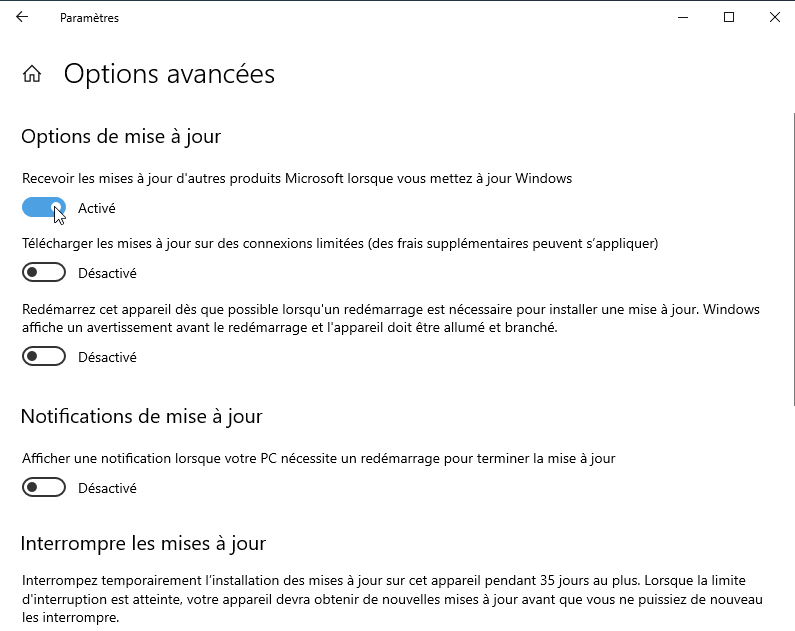 Paramètres
Options avancées
Options de mise à jour
Recevoir les mises à jour d'autres produits Microsoft lorsque vous mettez à jour Windows
Activé
Télécharger les mises à jour sur des connexions limitées (des frais supplémentaires peuvent s’appliquer)
Désactivé
Redémarrez cet appareil dès que possible lorsqu'un redémarrage est nécessaire pour installer une mise à jour. Windows
affiche un avertissement avant le redémarrage et l'appareil doit être allumé et branché.
Désactivé
Notifications de mise à jour
Afficher une notification lorsque votre PC nécessite un redémarrage pour terminer la mise à jour
Désactivé
Interrompre les mises à jour
Interrompez temporairement l’installation des mises à jour sur cet appareil pendant 35 jours au plus. Lorsque la limite
d'interruption est atteinte, votre appareil devra obtenir de nouvelles mises à jour avant que vous ne puissiez de nouveau
les interrompre.